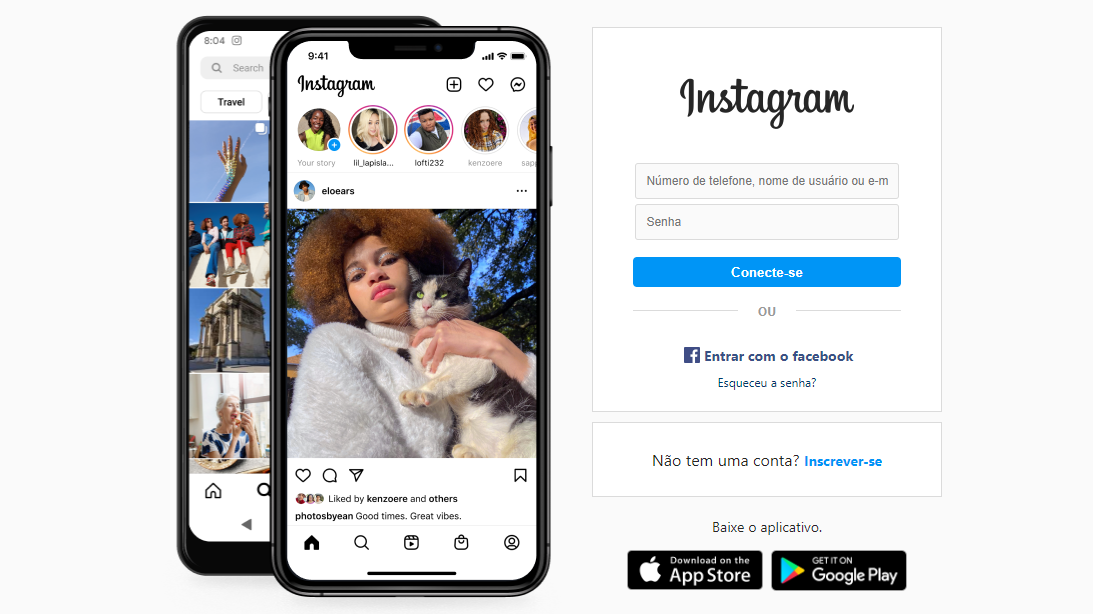 8:04
Search
Travel
9:41
Instagram
Your story
lil_lapisla...
lofti232
kenzoere
sapp
eloears
Liked by kenzoere and others
photosbyean Good times. Great vibes.
Instagram
Número de telefone, nome de usuário ou e-m
Senha
Conecte-se
OU
Entrar com o facebook
Esqueceu a senha?
Não tem uma conta? Inscrever-se
Baixe o aplicativo.
Download on the
App Store
GET IT ON
Google Play